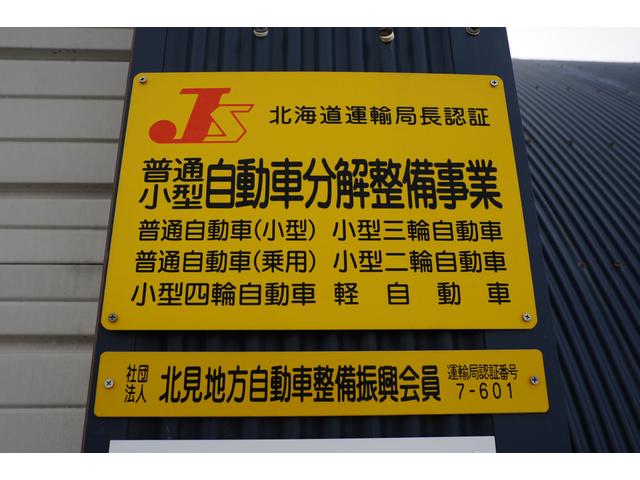 JS 北海道運輸局長認証
普通小型自動車分解整備事業
普通自動車(小型) 小型三輪自動車
普通自動車(乗用) 小型二輪自動車
小型四輪自動車 軽自動車
社団法人 北見地方自動車整備振興会員 運輸局認証番号 7-601